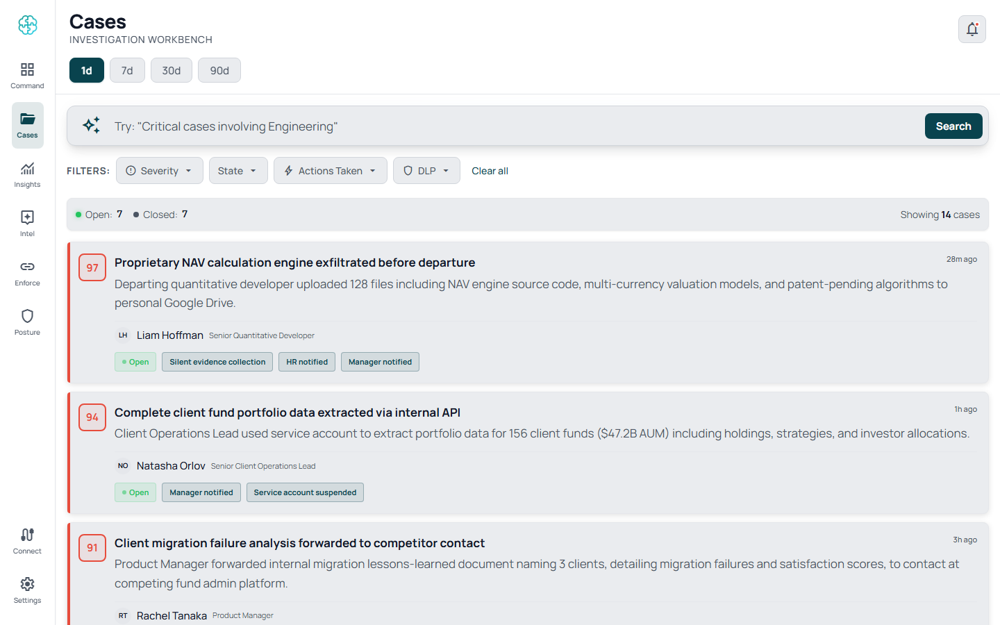 Cases
INVESTIGATION WORKBENCH
1d 7d 30d 90d
Command
Cases
Insights
Intel
Enforce
Posture
Connect
Settings
Try: "Critical cases involving Engineering"
Search
FILTERS: Severity State Actions Taken DLP Clear all
Open: 7 Closed: 7 Showing 14 cases
97 Proprietary NAV calculation engine exfiltrated before departure 28m ago
Departing quantitative developer uploaded 128 files including NAV engine source code, multi-currency valuation models, and patent-pending algorithms to
personal Google Drive.
LH Liam Hoffman Senior Quantitative Developer
Open Silent evidence collection HR notified Manager notified
94 Complete client fund portfolio data extracted via internal API 1h ago
Client Operations Lead used service account to extract portfolio data for 156 client funds ($47.2B AUM) including holdings, strategies, and investor allocations.
NO Natasha Orlov Senior Client Operations Lead
Open Manager notified Service account suspended
91 Client migration failure analysis forwarded to competitor contact 3h ago
Product Manager forwarded internal migration lessons-learned document naming 3 clients, detailing migration failures and satisfaction scores, to contact at
competing fund admin platform.
RT Rachel Tanaka Product Manager